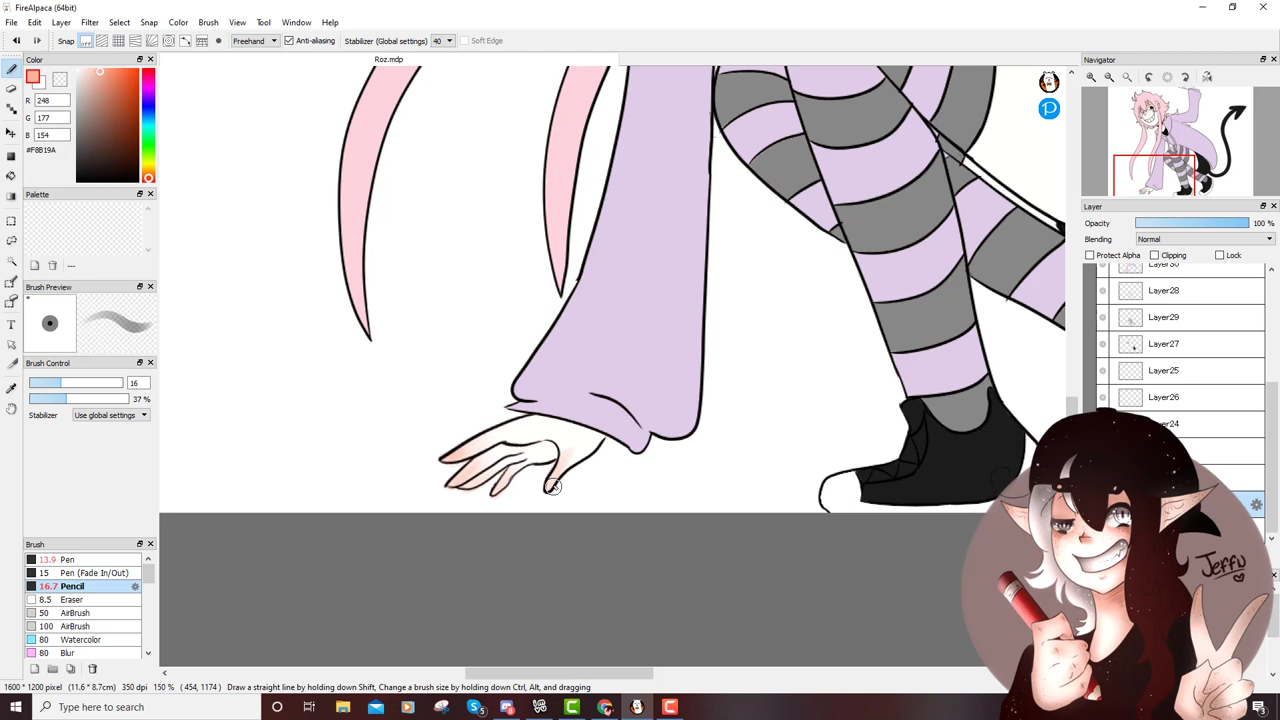 FireAlpaca (64bit)
File Edit Layer Filter Select Snap Color Brush View Tool Window Help
Snap OFF Freehand Anti-aliasing Stabilizer (Global settings) 40 Soft Edge
Color
Roz.mdp
Navigator
R 248
G 177
B 154
#F8B19A
Palette
---
Brush Preview
Brush Control
16
37 %
Stabilizer Use global settings
Layer
Opacity 100 %
Blending Normal
Protect Alpha Clipping Lock
Layer30
Layer28
Layer29
Layer27
Layer25
Layer26
Brush
13.9 Pen
15 Pen (Fade In/Out)
16.7 Pencil
8.5 Eraser
50 AirBrush
100 AirBrush
80 Watercolor
80 Blur
Jeffu
1600 * 1200 pixel (11.6 * 8.7cm) 350 dpi 150 % ( 454, 1174 ) Draw a straight line by holding down Shift, Change a brush size by holding down Ctrl, Alt, and dragging
Type here to search